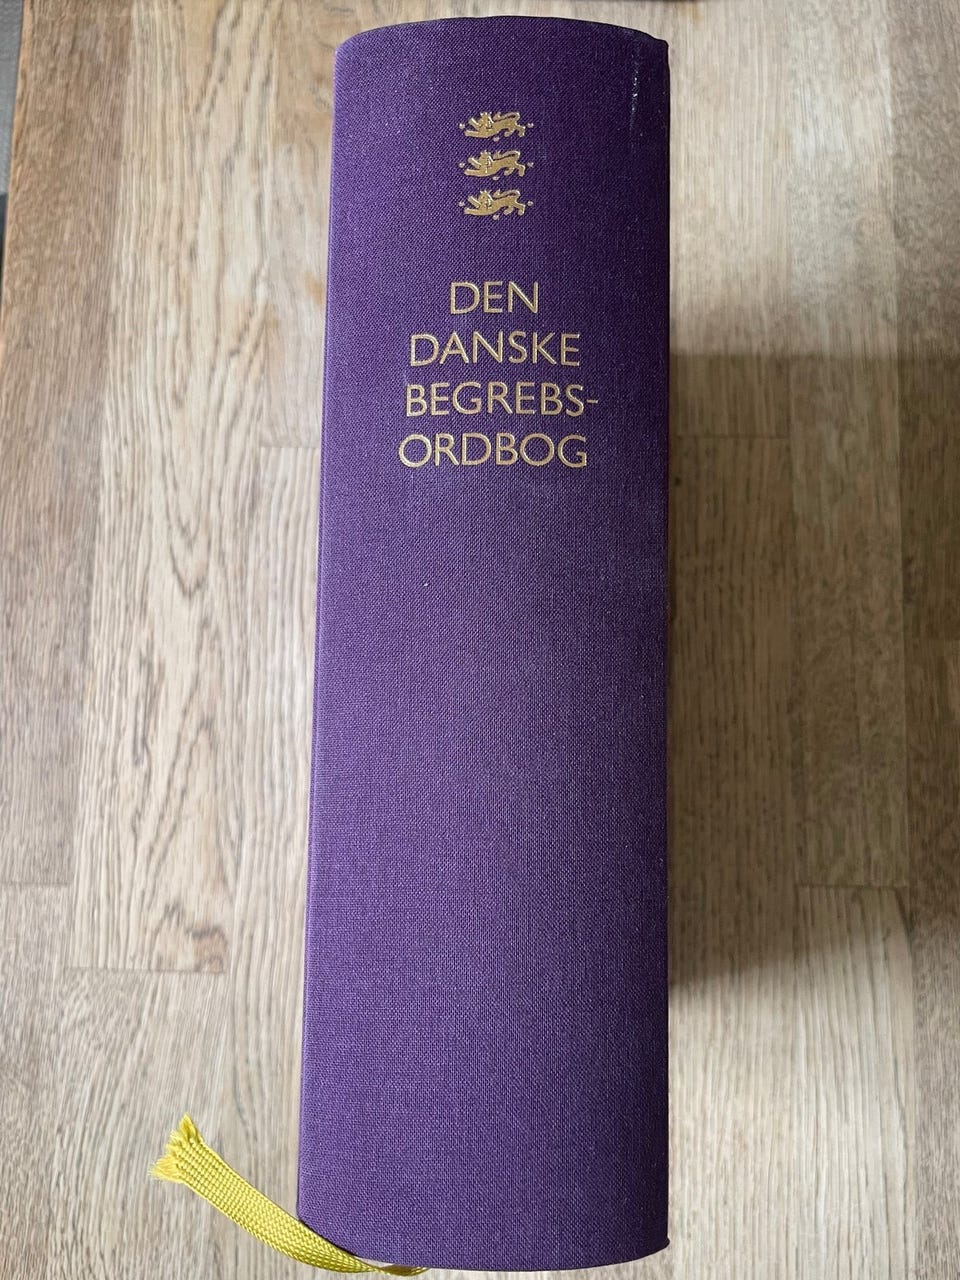 DEN
DANSKE
BEGREBS-
ORDBOG